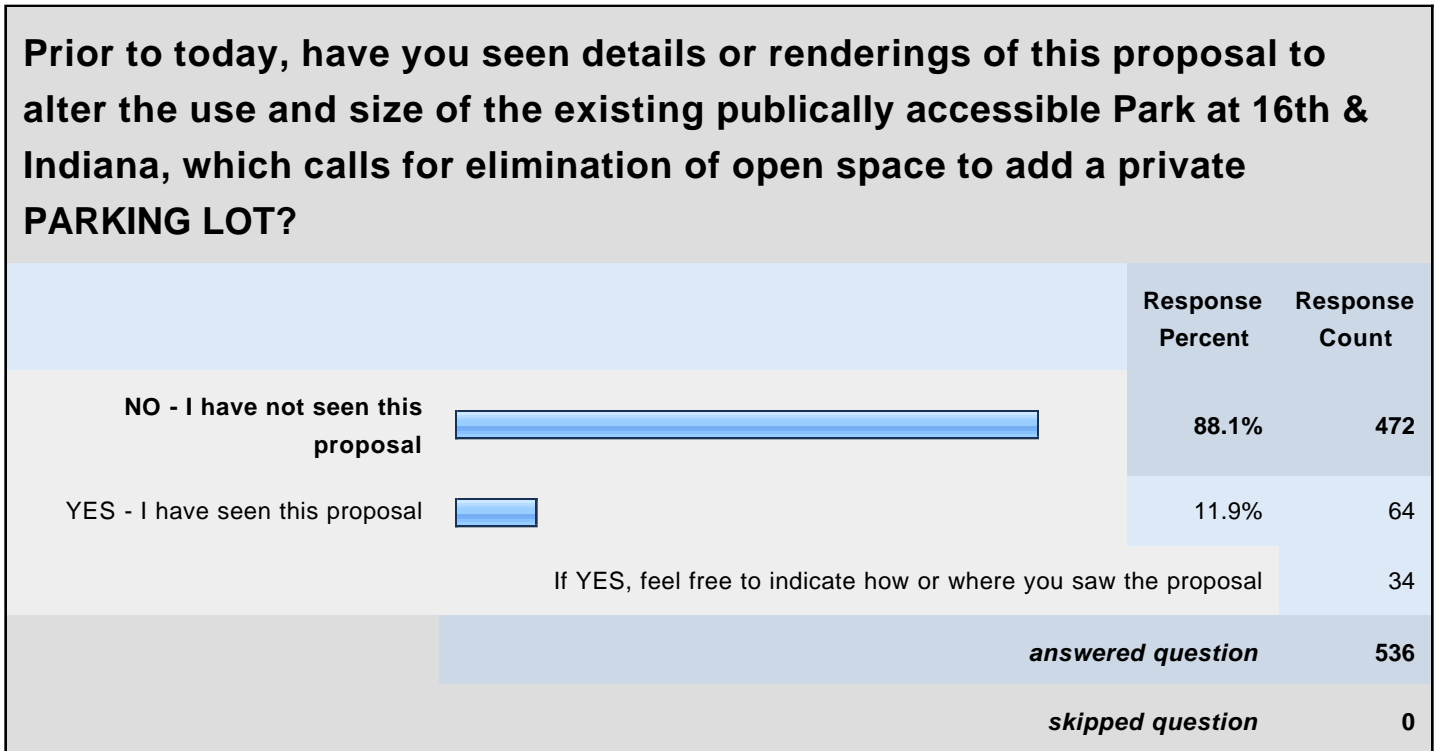 Prior to today, have you seen details or renderings of this proposal to
alter the use and size of the existing publically accessible Park at 16th &
Indiana, which calls for elimination of open space to add a private
PARKING LOT?
Response Percent
Response Count
NO - I have not seen this
proposal
88.1%
472
YES - I have seen this proposal
11.9%
64
If YES, feel free to indicate how or where you saw the proposal
34
answered question
536
skipped question
0